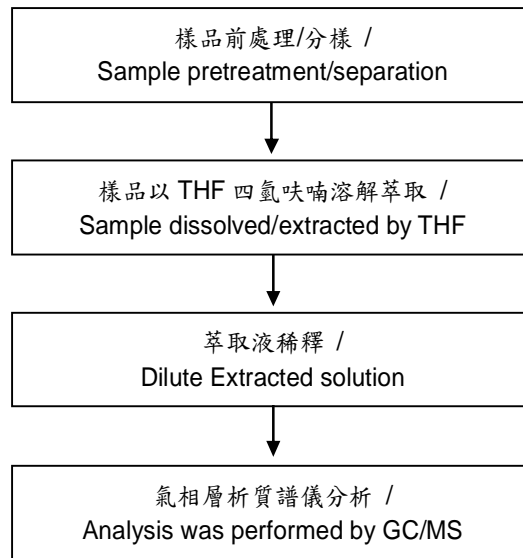 樣品前處理/分樣 /
Sample pretreatment/separation
樣品以 THF 四氫呋喃溶解萃取 /
Sample dissolved/extracted by THF
萃取液稀釋 /
Dilute Extracted solution
氣相層析質譜儀分析 /
Analysis was performed by GC/MS